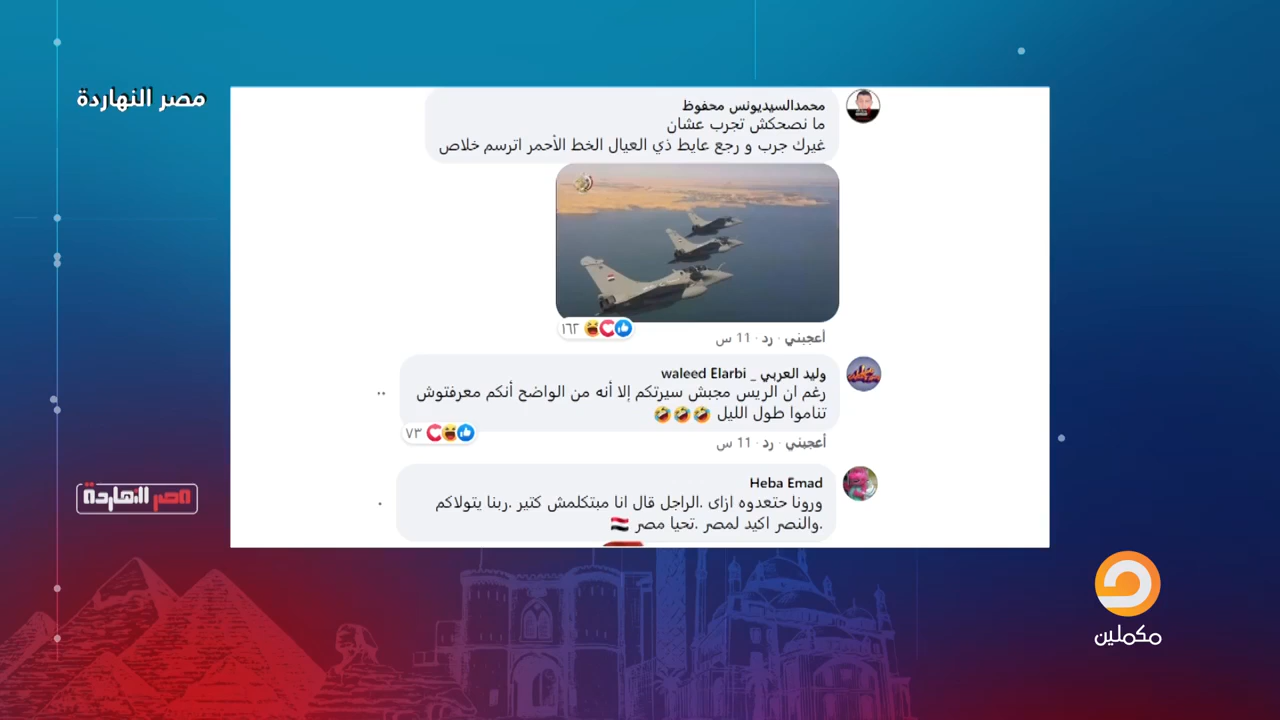 مصر النهاردة
محمدالسيديونس محفوظ
ما نصحكش تجرب عشان
غيرك جرب و رجع عايط ذي العيال الخط الأحمر اترسم خلاص
١٦٢
أعجبني · رد · 11 س
وليد العربي _ waleed Elarbi
رغم ان الريس مجبش سيرتكم إلا أنه من الواضح أنكم معرفتوش
تناموا طول الليل 🤣🤣🤣
٧٣
أعجبني · رد · 11 س
Heba Emad
ورونا حتعدوه ازاى .الراجل قال انا مبتكلمش كتير .ربنا يتولاكم
.والنصر اكيد لمصر .تحيا مصر 🇪🇬
مصر النهاردة
مكملين